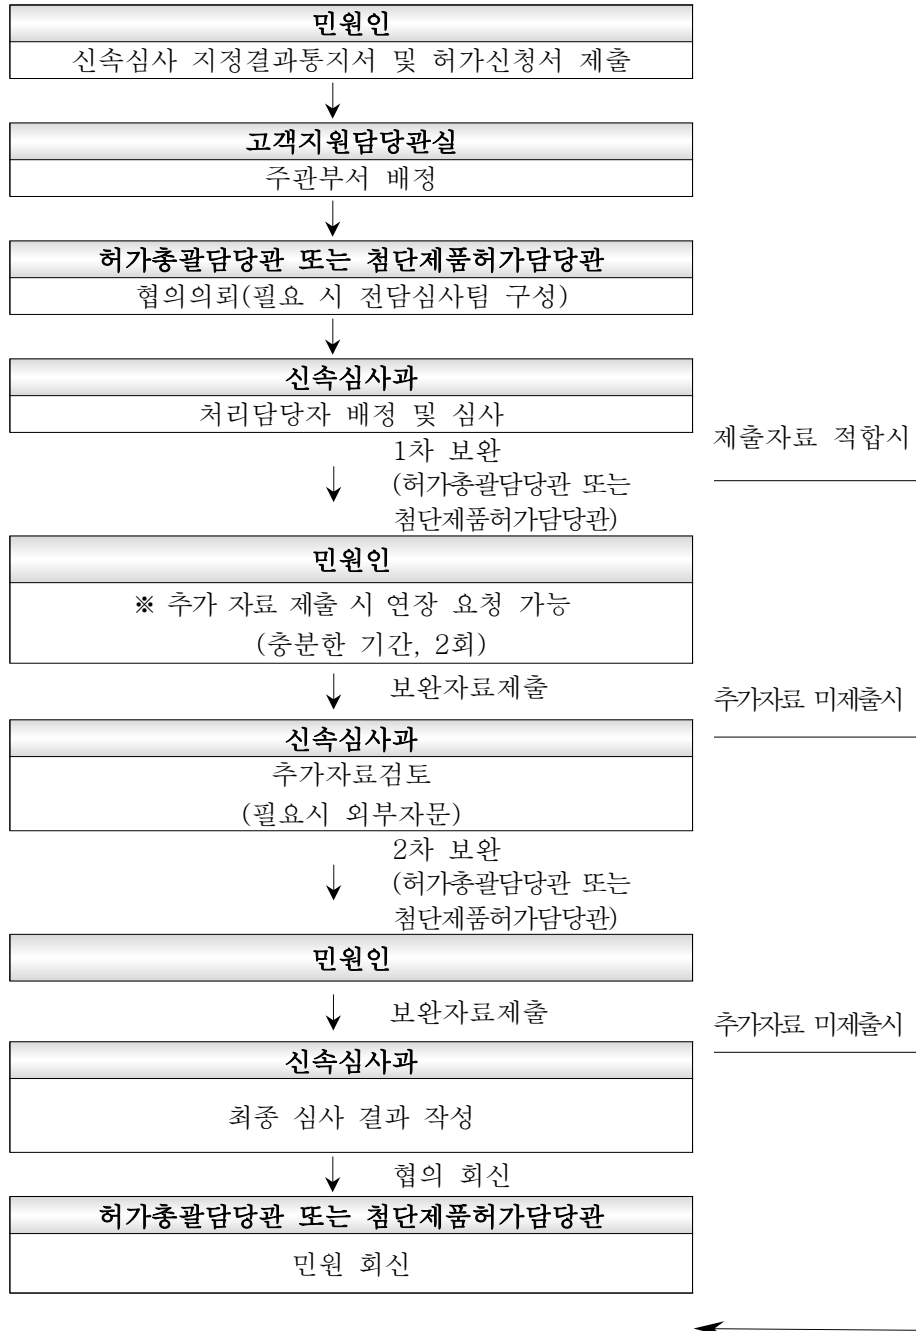 민원인
신속심사 지정결과통지서 및 허가신청서 제출
고객지원담당관실
주관부서 배정
허가총괄담당관 또는 첨단제품허가담당관
협의의뢰(필요 시 전담심사팀 구성)
신속심사과
처리담당자 배정 및 심사
1차 보완
(허가총괄담당관 또는
첨단제품허가담당관)
제출자료 적합시
민원인
※ 추가 자료 제출 시 연장 요청 가능
(충분한 기간, 2회)
보완자료제출
추가자료 미제출시
신속심사과
추가자료검토
(필요시 외부자문)
2차 보완
(허가총괄담당관 또는
첨단제품허가담당관)
민원인
보완자료제출
추가자료 미제출시
신속심사과
최종 심사 결과 작성
협의 회신
허가총괄담당관 또는 첨단제품허가담당관
민원 회신